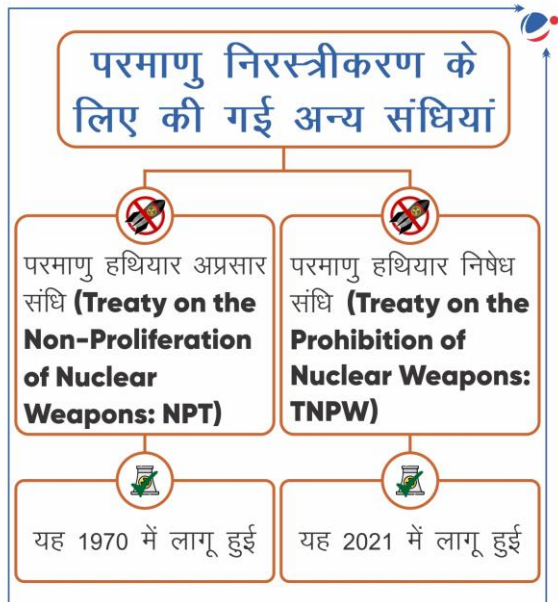 परमाणु निरस्त्रीकरण के
लिए की गई अन्य संधियां
परमाणु हथियार अप्रसार
संधि (Treaty on the
Non-Proliferation
of Nuclear
Weapons: NPT)
परमाणु हथियार निषेध
संधि (Treaty on the
Prohibition of
Nuclear Weapons:
TNPW)
यह 1970 में लागू हुई
यह 2021 में लागू हुई